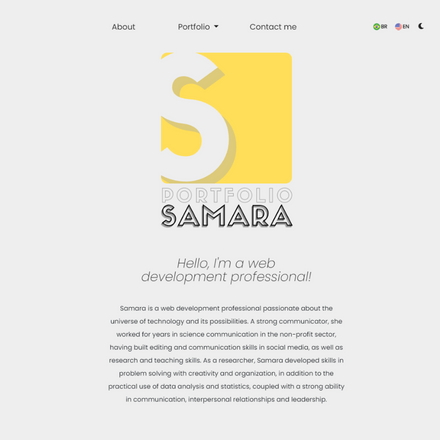 About Portfolio Contact me BR EN
S
PORTFOLIO
SAMARA
Hello, I'm a web
development professional!
Samara is a web development professional passionate about the
universe of technology and its possibilities. A strong communicator, she
worked for years in science communication in the non-profit sector,
having built editing and communication skills in social media, as well as
research and teaching skills. As a researcher, Samara developed skills in
problem solving with creativity and organization, in addition to the
practical use of data analysis and statistics, coupled with a strong ability
in communication, interpersonal relationships and leadership.